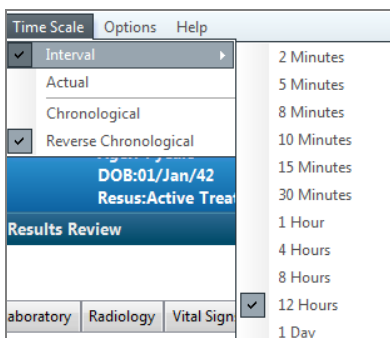 Time Scale Options Help
Interval
Actual
Chronological
Reverse Chronological
2 Minutes
5 Minutes
8 Minutes
10 Minutes
15 Minutes
30 Minutes
1 Hour
4 Hours
8 Hours
12 Hours
1 Day
DOB:01/Jan/42
Resus:Active Treat
Results Review
aboratory Radiology Vital Sign